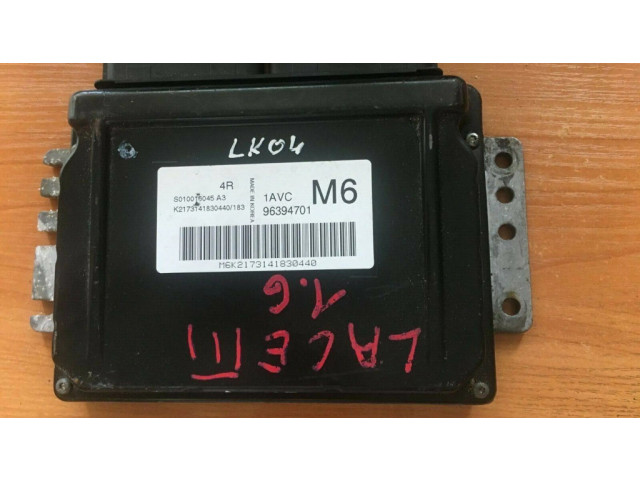 LK04
4R
S010016045 A3
K2173141830440/183
MADE IN KOREA
1AVC
96394701
M6
M6K2173141830440
LACETTI
1.6